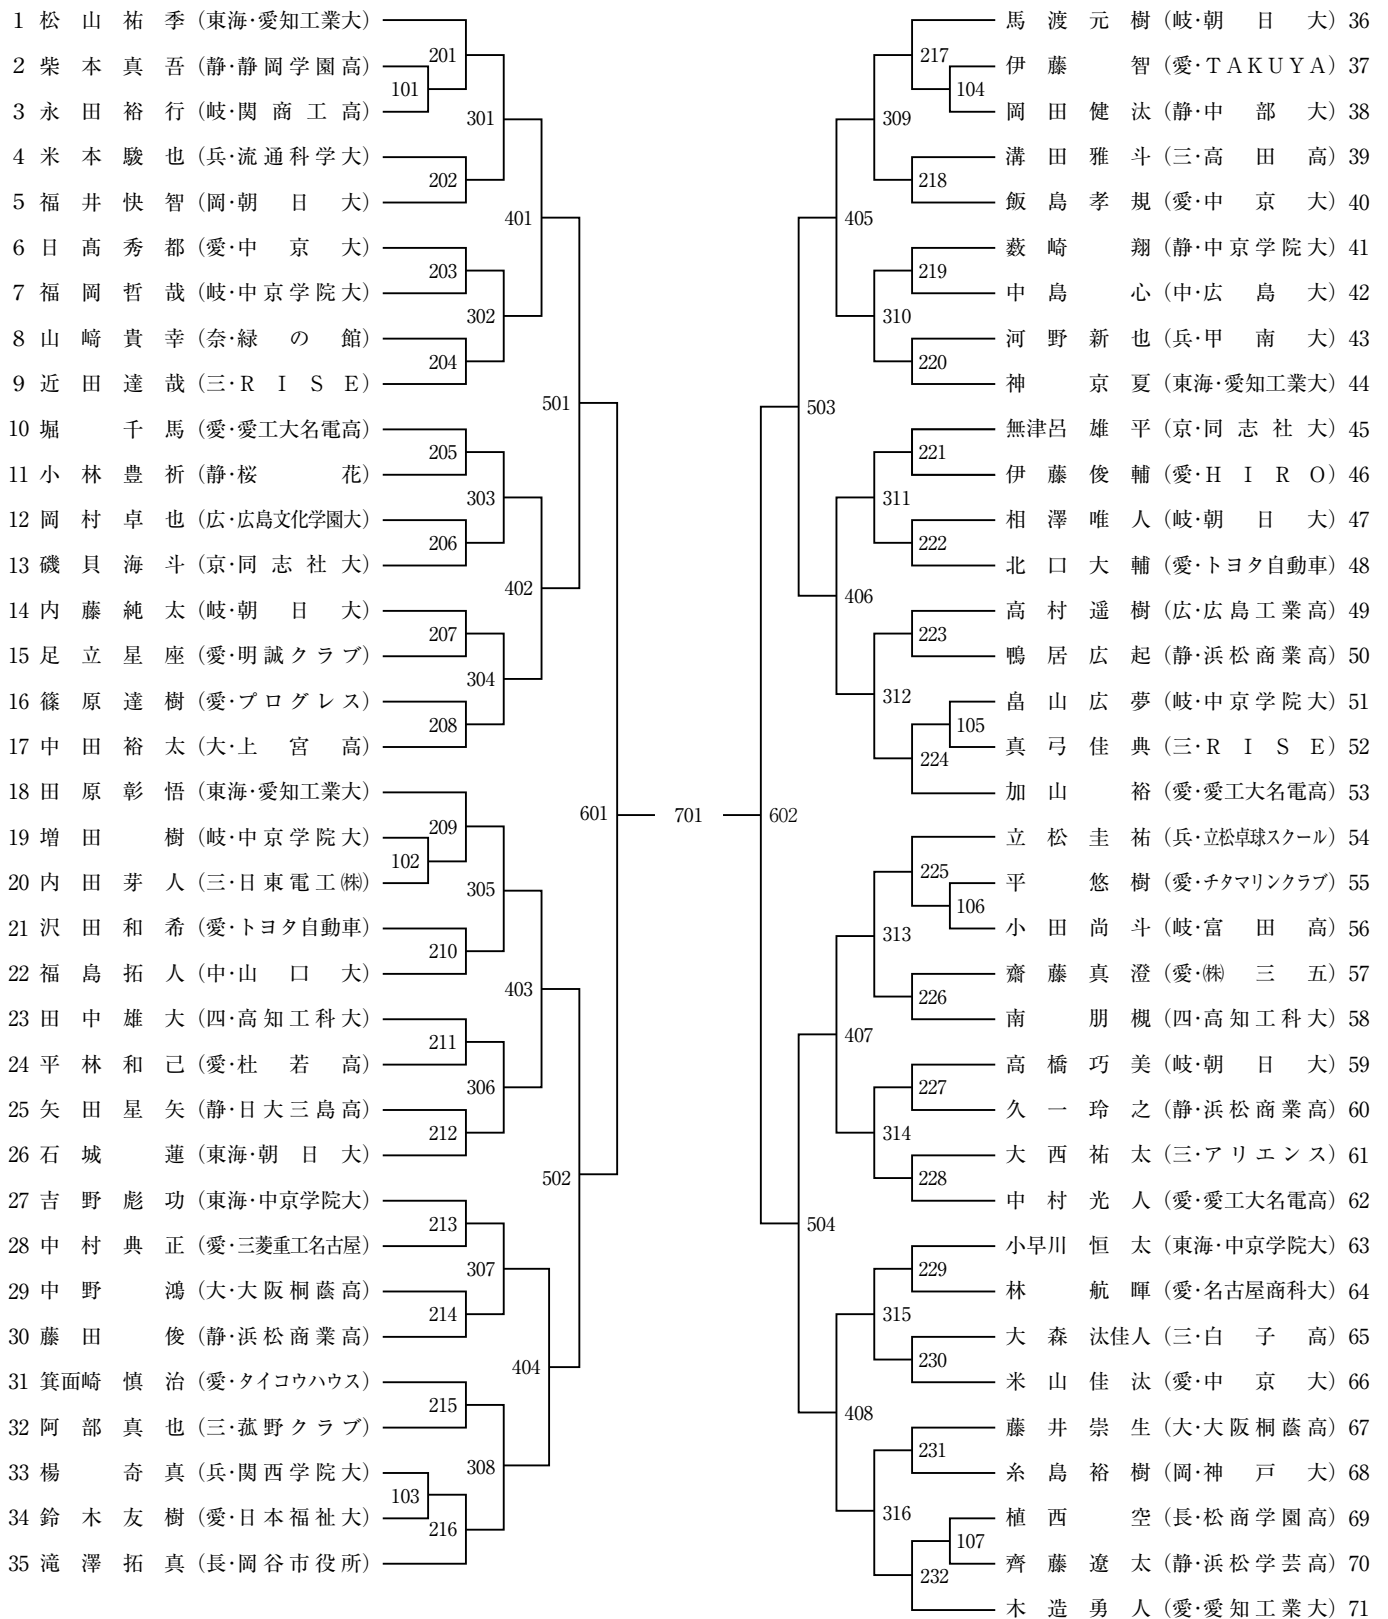 1 松山祐季 (東海・愛知工業大)
2 柴本真吾 (静・静岡学園高)
3 永田裕行 (岐・関商工高)
4 米本駿也 (兵・流通科学大)
5 福井快智 (岡・朝日大)
6 日髙秀都 (愛・中京大)
7 福岡哲哉 (岐・中京学院大)
8 山﨑貴幸 (奈・緑の館)
9 近田達哉 (三・RISE)
10 堀千馬 (愛・愛工大名電高)
11 小林豊祈 (静・桜花)
12 岡村卓也 (広・広島文化学園大)
13 磯貝海斗 (京・同志社大)
14 内藤純太 (岐・朝日大)
15 足立星座 (愛・明誠クラブ)
16 篠原達樹 (愛・プログレス)
17 中田裕太 (大・上宮高)
18 田原彰悟 (東海・愛知工業大)
19 増田樹 (岐・中京学院大)
20 内田芽人 (三・日東電工㈱)
21 沢田和希 (愛・トヨタ自動車)
22 福島拓人 (中・山口大)
23 田中雄大 (四・高知工科大)
24 平林和己 (愛・杜若高)
25 矢田星矢 (静・日大三島高)
26 石城蓮 (東海・朝日大)
27 吉野彪功 (東海・中京学院大)
28 中村典正 (愛・三菱重工名古屋)
29 中野鴻 (大・大阪桐蔭高)
30 藤田俊 (静・浜松商業高)
31 箕面崎慎治 (愛・タイコウハウス)
32 阿部真也 (三・菰野クラブ)
33 楊奇真 (兵・関西学院大)
34 鈴木友樹 (愛・日本福祉大)
35 滝澤拓真 (長・岡谷市役所)
101
102
103
201
202
203
204
205
206
207
208
209
210
211
212
213
214
215
216
301
302
303
304
305
306
307
308
401
402
403
404
501
502
601
701
602
503
504
405
406
407
408
309
310
311
312
313
314
315
316
217
218
219
220
221
222
223
224
225
226
227
228
229
230
231
232
104
105
106
107
馬渡元樹 (岐・朝日大) 36
伊藤智 (愛・TAKUYA) 37
岡田健汰 (静・中部大) 38
溝田雅斗 (三・高田高) 39
飯島孝規 (愛・中京大) 40
薮崎翔 (静・中京学院大) 41
中島心 (中・広島大) 42
河野新也 (兵・甲南大) 43
神京夏 (東海・愛知工業大) 44
無津呂雄平 (京・同志社大) 45
伊藤俊輔 (愛・HIRO) 46
相澤唯人 (岐・朝日大) 47
北口大輔 (愛・トヨタ自動車) 48
高村遥樹 (広・広島工業高) 49
鴨居広起 (静・浜松商業高) 50
畠山広夢 (岐・中京学院大) 51
真弓佳典 (三・RISE) 52
加山裕 (愛・愛工大名電高) 53
立松圭祐 (兵・立松卓球スクール) 54
平悠樹 (愛・チタマリンクラブ) 55
小田尚斗 (岐・富田高) 56
齋藤真澄 (愛・㈱三五) 57
南朋槻 (四・高知工科大) 58
高橋巧美 (岐・朝日大) 59
久一玲之 (静・浜松商業高) 60
大西祐太 (三・アリエンス) 61
中村光人 (愛・愛工大名電高) 62
小早川恒太 (東海・中京学院大) 63
林航暉 (愛・名古屋商科大) 64
大森汰佳人 (三・白子高) 65
米山佳汰 (愛・中京大) 66
藤井崇生 (大・大阪桐蔭高) 67
糸島裕樹 (岡・神戸大) 68
植西空 (長・松商学園高) 69
齊藤遼太 (静・浜松学芸高) 70
木造勇人 (愛・愛知工業大) 71